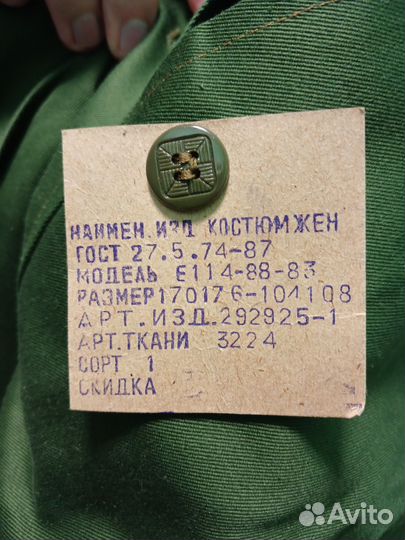 НАИМЕН.ИЗД КОСТЮМ ЖЕН
ГОСТ 27.5.74-87
МОДЕЛЬ Е114-88-83
РАЗМЕР 170176-104108
АРТ.ИЗД.292925-1
АРТ.ТКАНИ 3224
СОРТ 1
СКИДКА
Avito